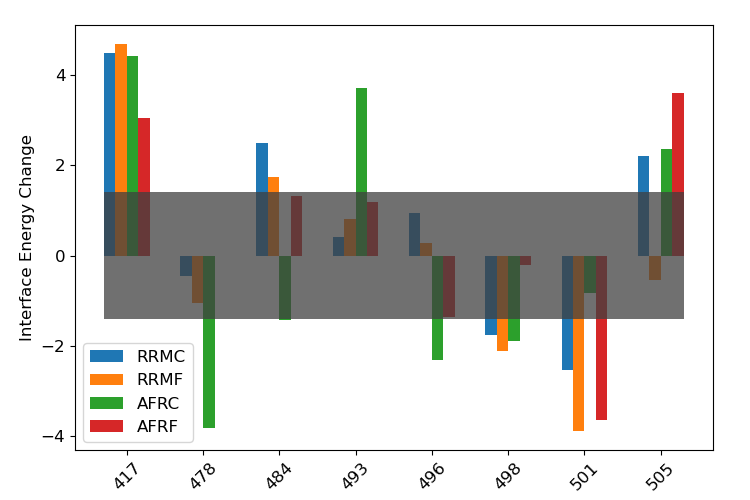 Interface Energy Change
4
2
0
−2
−4
RRMC
RRMF
AFRC
AFRF
417 478 484 493 496 498 501 505